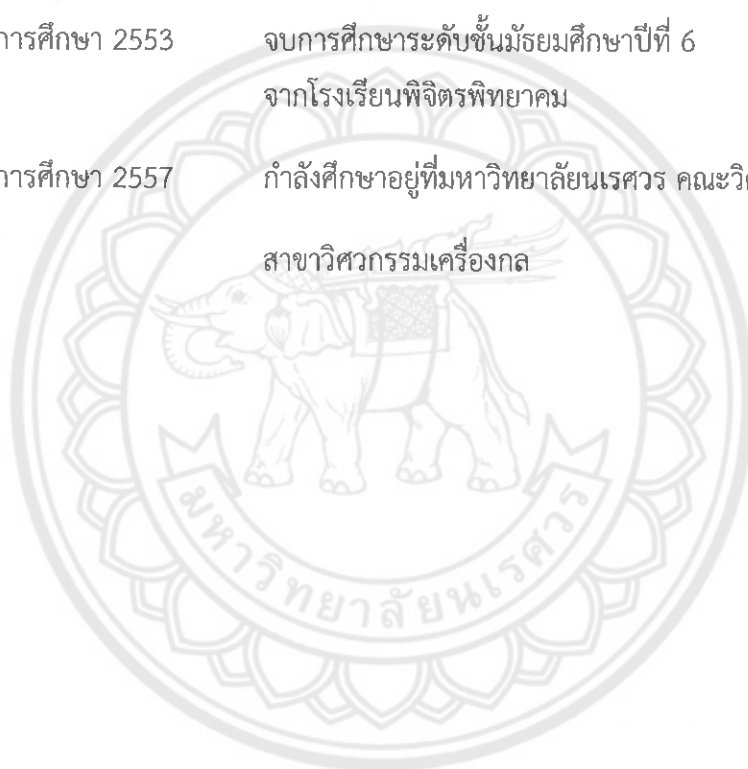 การศึกษา 2553 จบการศึกษาระดับชั้นมัธยมศึกษาปีที่ 6
จากโรงเรียนพิจิตรพิทยาคม
การศึกษา 2557 กำลังศึกษาอยู่ที่มหาวิทยาลัยนเรศวร
สาขาวิศวกรรมเครื่องกล
มหาวิทยาลัยนเรศวร